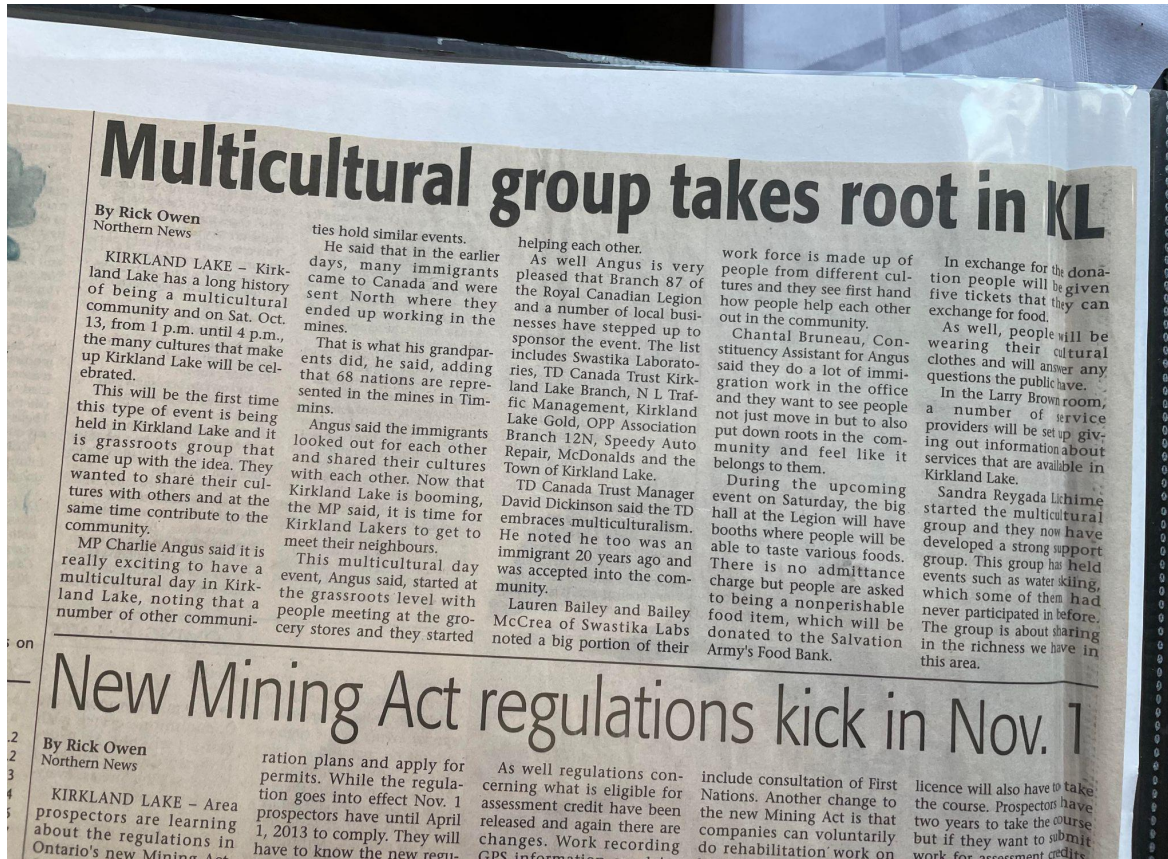 Multicultural group takes root in KL
By Rick Owen
Northern News
KIRKLAND LAKE – Kirk-
land Lake has a long history
of being a multicultural
community and on Sat. Oct.
13, from 1 p.m. until 4 p.m.,
the many cultures that make
up Kirkland Lake will be cel-
ebrated.
This will be the first time
this type of event is being
held in Kirkland Lake and it
is grassroots group that
came up with the idea. They
wanted to share their cul-
tures with others and at the
same time contribute to the
community.
MP Charlie Angus said it is
really exciting to have a
multicultural day in Kirk-
land Lake, noting that a
number of other communi-
ties hold similar events.
He said that in the earlier
days, many immigrants
came to Canada and were
sent North where they
ended up working in the
mines.
That is what his grandpar-
ents did, he said, adding
that 68 nations are repre-
sented in the mines in Tim-
mins.
Angus said the immigrants
looked out for each other
and shared their cultures
with each other. Now that
Kirkland Lake is booming,
the MP said, it is time for
Kirkland Lakers to get to
meet their neighbours.
This multicultural day
event, Angus said, started at
the grassroots level with
people meeting at the gro-
cery stores and they started
helping each other.
As well Angus is very
pleased that Branch 87 of
the Royal Canadian Legion
and a number of local busi-
nesses have stepped up to
sponsor the event. The list
includes Swastika Laborato-
ries, TD Canada Trust Kirk-
land Lake Branch, N L Traf-
fic Management, Kirkland
Lake Gold, OPP Association
Branch 12N, Speedy Auto
Repair, McDonalds and the
Town of Kirkland Lake.
TD Canada Trust Manager
David Dickinson said the TD
embraces multiculturalism.
He noted he too was an
immigrant 20 years ago and
was accepted into the com-
munity.
Lauren Bailey and Bailey
McCrea of Swastika Labs
noted a big portion of their
work force is made up of
people from different cul-
tures and they see first hand
how people help each other
out in the community.
Chantal Bruneau, Con-
stituency Assistant for Angus
said they do a lot of immi-
gration work in the office
and they want to see people
not just move in but to also
put down roots in the com-
munity and feel like it
belongs to them.
During the upcoming
event on Saturday, the big
hall at the Legion will have
booths where people will be
able to taste various foods.
There is no admittance
charge but people are asked
to being a nonperishable
food item, which will be
donated to the Salvation
Army's Food Bank.
In exchange for the dona-
tion people will be given
five tickets that they can
exchange for food.
As well, people will be
wearing their cultural
clothes and will answer any
questions the public have.
In the Larry Brown room,
a number of service
providers will be set up giv-
ing out information about
services that are available in
Kirkland Lake.
Sandra Reygada Lichime
started the multicultural
group and they now have
developed a strong support
group. This group has held
events such as water skiing,
which some of them had
never participated in before.
The group is about sharing
in the richness we have in
this area.
s on
.2
2
3
New Mining Act regulations kick in Nov. 1
By Rick Owen
Northern News
KIRKLAND LAKE – Area
prospectors are learning
about the regulations in
Ontario's new Mining Act
ration plans and apply for
permits. While the regula-
tion goes into effect Nov. 1
prospectors have until April
1, 2013 to comply. They will
have to know the new regu-
As well regulations con-
cerning what is eligible for
assessment credit have been
released and again there are
changes. Work recording
GPS information
include consultation of First
Nations. Another change to
the new Mining Act is that
companies can voluntarily
do rehabilitation work on
licence will also have to take
the course. Prospectors have
two years to take the course
but if they want to submit
work for assessment credits